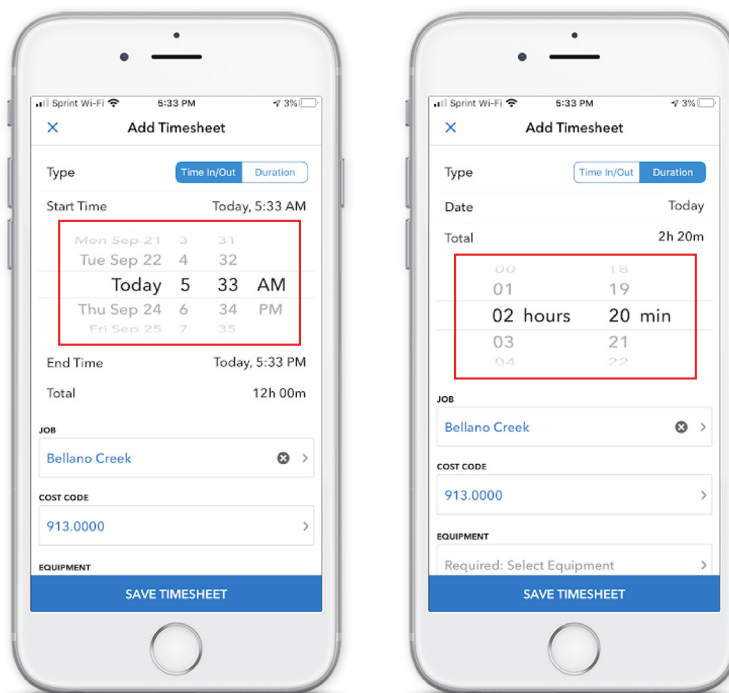 Sprint Wi-Fi 5:33 PM 3%
Add Timesheet
Type Time In/Out Duration
Start Time Today, 5:33 AM
Mon Sep 21 3 31
Tue Sep 22 4 32
Today 5 33 AM
Thu Sep 24 6 34 PM
Fri Sep 25 7 35
End Time Today, 5:33 PM
Total 12h 00m
JOB
Bellano Creek
COST CODE
913.0000
EQUIPMENT
SAVE TIMESHEET
Sprint Wi-Fi 5:33 PM 3%
Add Timesheet
Type Time In/Out Duration
Date Today
Total 2h 20m
00 18
01 19
02 hours 20 min
03 21
04 22
JOB
Bellano Creek
COST CODE
913.0000
EQUIPMENT
Required: Select Equipment
SAVE TIMESHEET